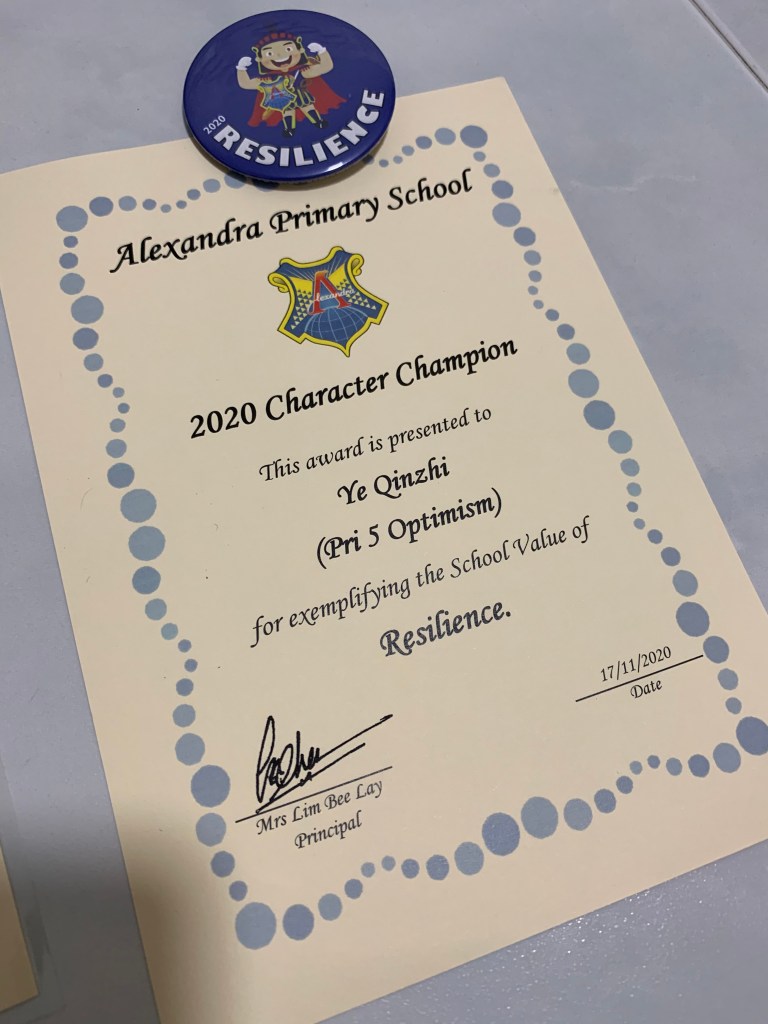 2020
RESILIENCE
Alexandra Primary School
A
Alexandra
2020 Character Champion
This award is presented to
Ye Qinzhi
(Pri 5 Optimism)
for exemplifying the School Value of
Resilience.
17/11/2020
Date
Mrs Lim Bee Lay
Principal